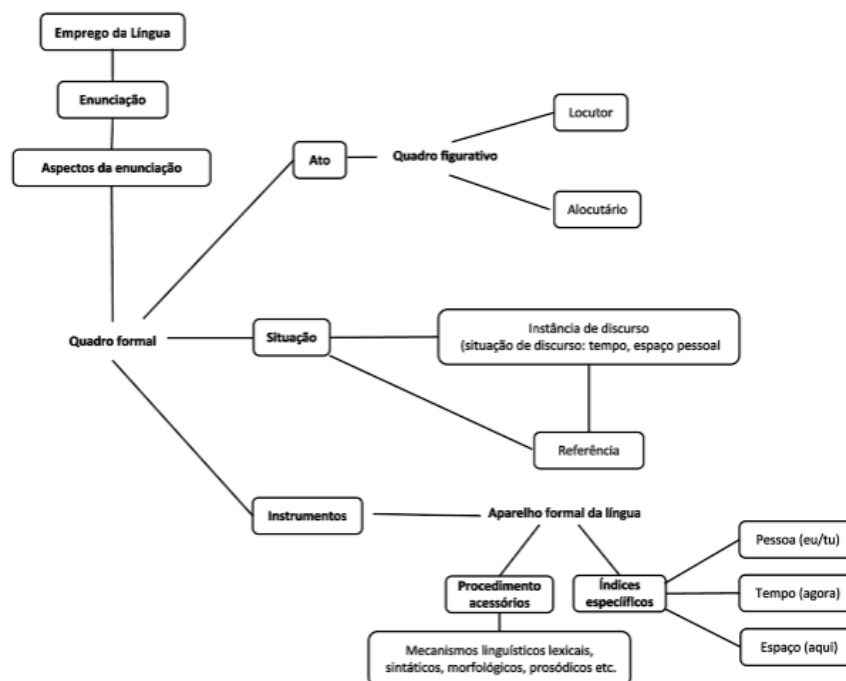 Emprego da Língua
Enunciação
Aspectos da enunciação
Ato
Quadro figurativo
Locutor
Alocutário
Quadro formal
Situação
Instância de discurso
(situação de discurso: tempo, espaço pessoal
Referência
Instrumentos
Aparelho formal da língua
Procedimento
acessórios
Índices
específificos
Pessoa (eu/tu)
Tempo (agora)
Espaço (aqui)
Mecanismos linguísticos lexicais,
sintáticos, morfológicos, prosódicos etc.